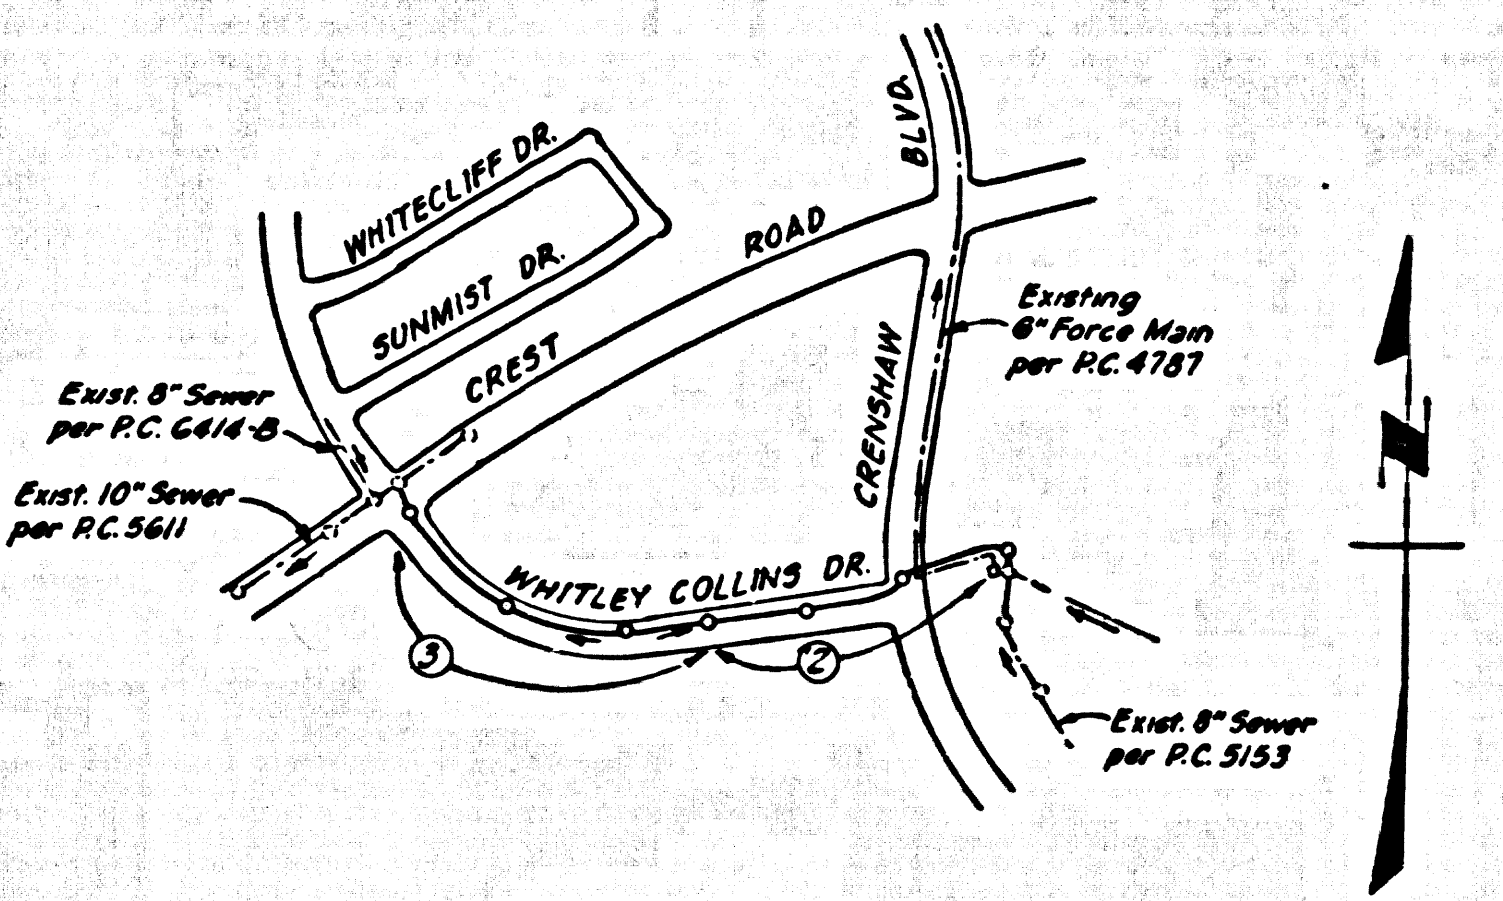 BLVD.
WHITECLIFF DR.
ROAD
SUNMIST DR.
Existing
6" Force Main
per P.C. 4787
CREST
CRENSHAW
Exist. 8" Sewer
per P.C. 6414-B
Exist. 10" Sewer
per P.C. 5611
N
WHITLEY COLLINS DR.
3
2
Exist. 8" Sewer
per P.C. 5153